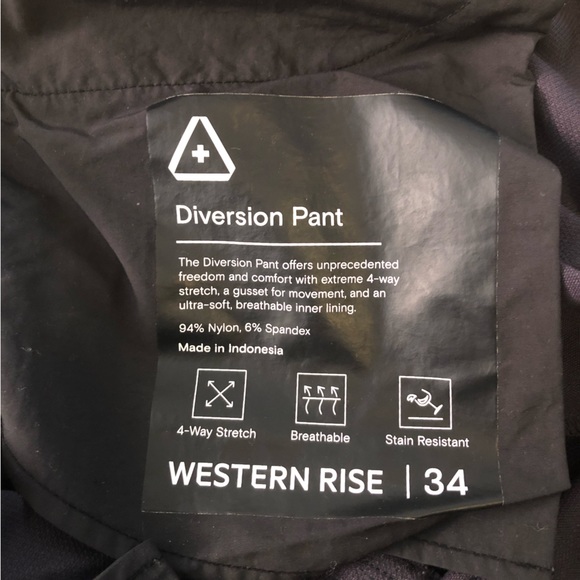 Diversion Pant
The Diversion Pant offers unprecedented
freedom and comfort with extreme 4-way
stretch, a gusset for movement, and an
ultra-soft, breathable inner lining.
94% Nylon, 6% Spandex
Made in Indonesia
4-Way Stretch Breathable Stain Resistant
WESTERN RISE | 34